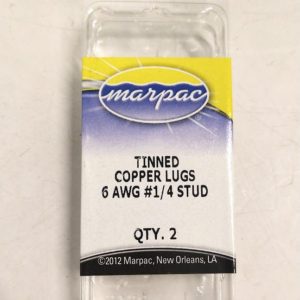 marpac
TINNED
COPPER LUGS
6 AWG #1/4 STUD
QTY. 2
©2012 Marpac, New Orleans, LA